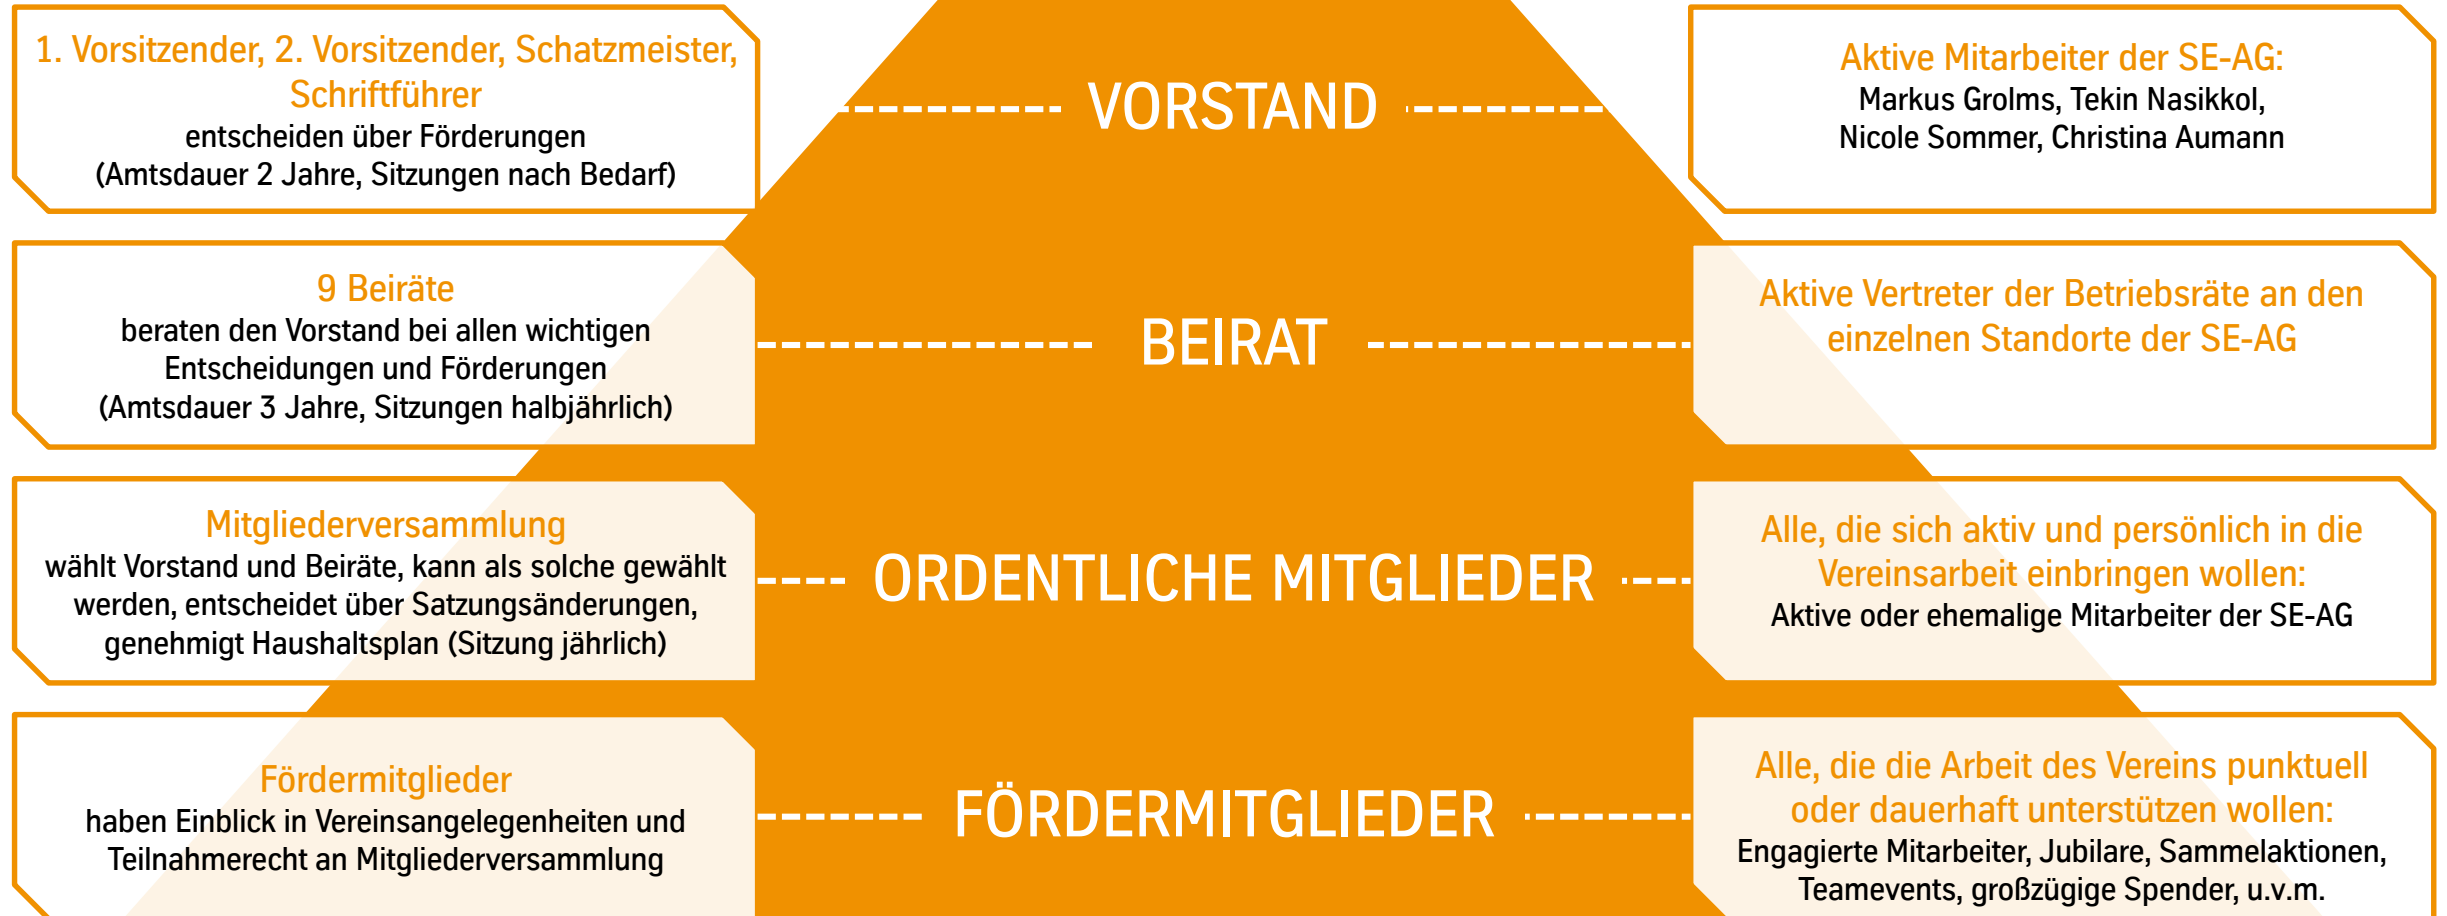 1. Vorsitzender, 2. Vorsitzender, Schatzmeister,
Schriftführer
entscheiden über Förderungen
(Amtsdauer 2 Jahre, Sitzungen nach Bedarf)
VORSTAND
Aktive Mitarbeiter der SE-AG:
Markus Grolms, Tekin Nasikkol,
Nicole Sommer, Christina Aumann
9 Beiräte
beraten den Vorstand bei allen wichtigen
Entscheidungen und Förderungen
(Amtsdauer 3 Jahre, Sitzungen halbjährlich)
BEIRAT
Aktive Vertreter der Betriebsräte an den
einzelnen Standorte der SE-AG
Mitgliederversammlung
wählt Vorstand und Beiräte, kann als solche gewählt
werden, entscheidet über Satzungsänderungen,
genehmigt Haushaltsplan (Sitzung jährlich)
ORDENTLICHE MITGLIEDER
Alle, die sich aktiv und persönlich in die
Vereinsarbeit einbringen wollen:
Aktive oder ehemalige Mitarbeiter der SE-AG
Fördermitglieder
haben Einblick in Vereinsangelegenheiten und
Teilnahmerecht an Mitgliederversammlung
FÖRDERMITGLIEDER
Alle, die die Arbeit des Vereins punktuell
oder dauerhaft unterstützen wollen:
Engagierte Mitarbeiter, Jubilare, Sammelaktionen,
Teamevents, großzügige Spender, u.v.m.